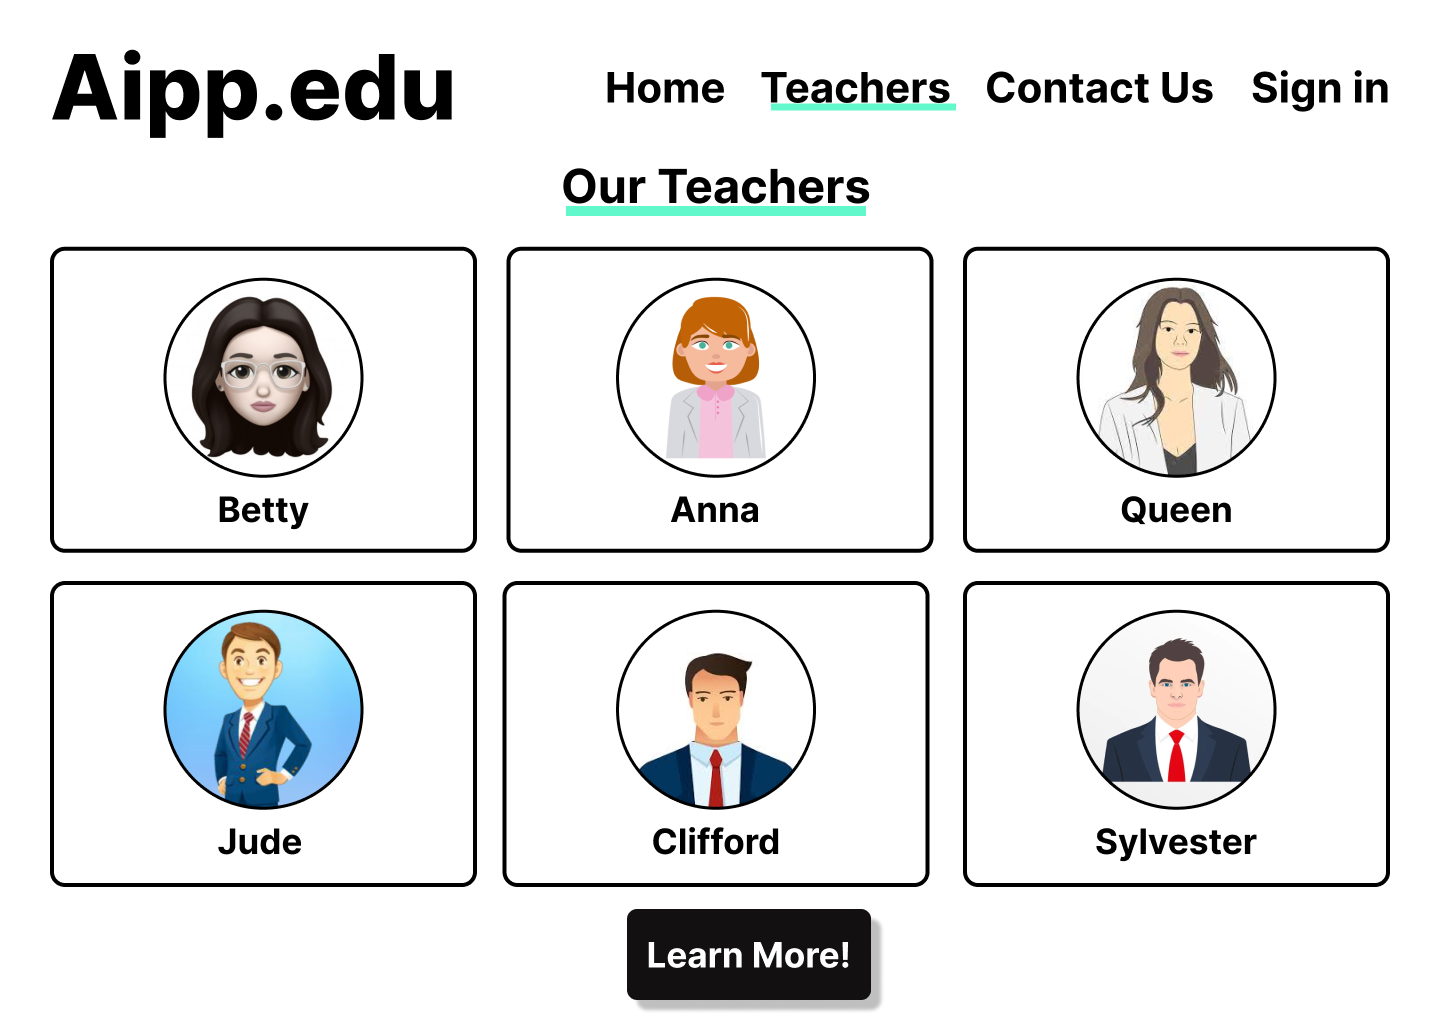 Aipp.edu
Home Teachers Contact Us Sign in
Our Teachers
Betty Anna Queen
Jude Clifford Sylvester
Learn More!